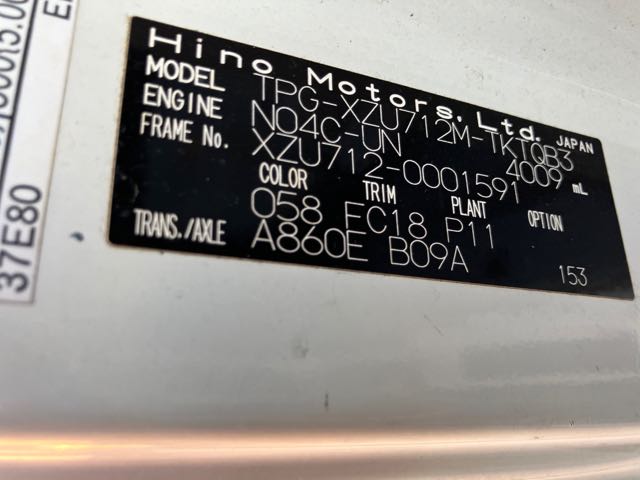 Hino Motors, Ltd. JAPAN
MODEL TPG-XZU712M-TKTQB3
ENGINE N04C-UN 4009 mL
FRAME No. XZU712-0001591
COLOR TRIM PLANT OPTION
058 FC18 P11
TRANS./AXLE A860E B09A
153
37E80